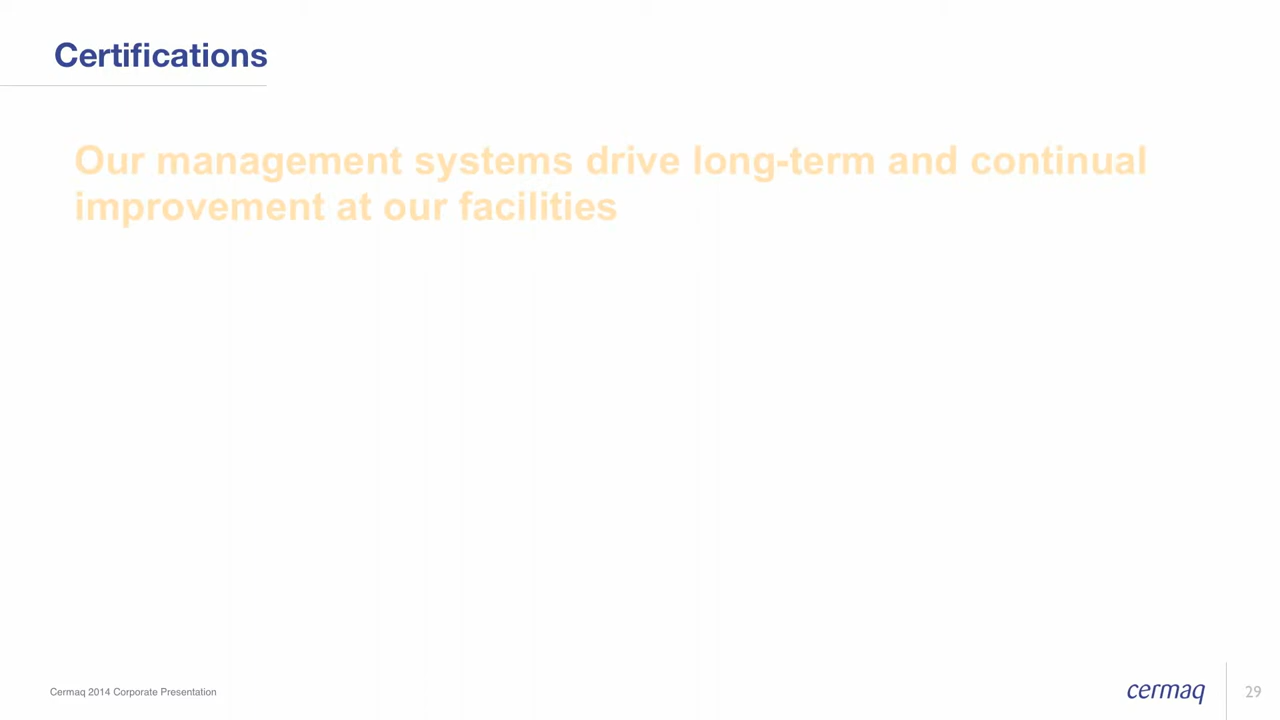 Certifications
Our management systems drive long-term and continual
improvement at our facilities
Cermaq 2014 Corporate Presentation
cermaq
29